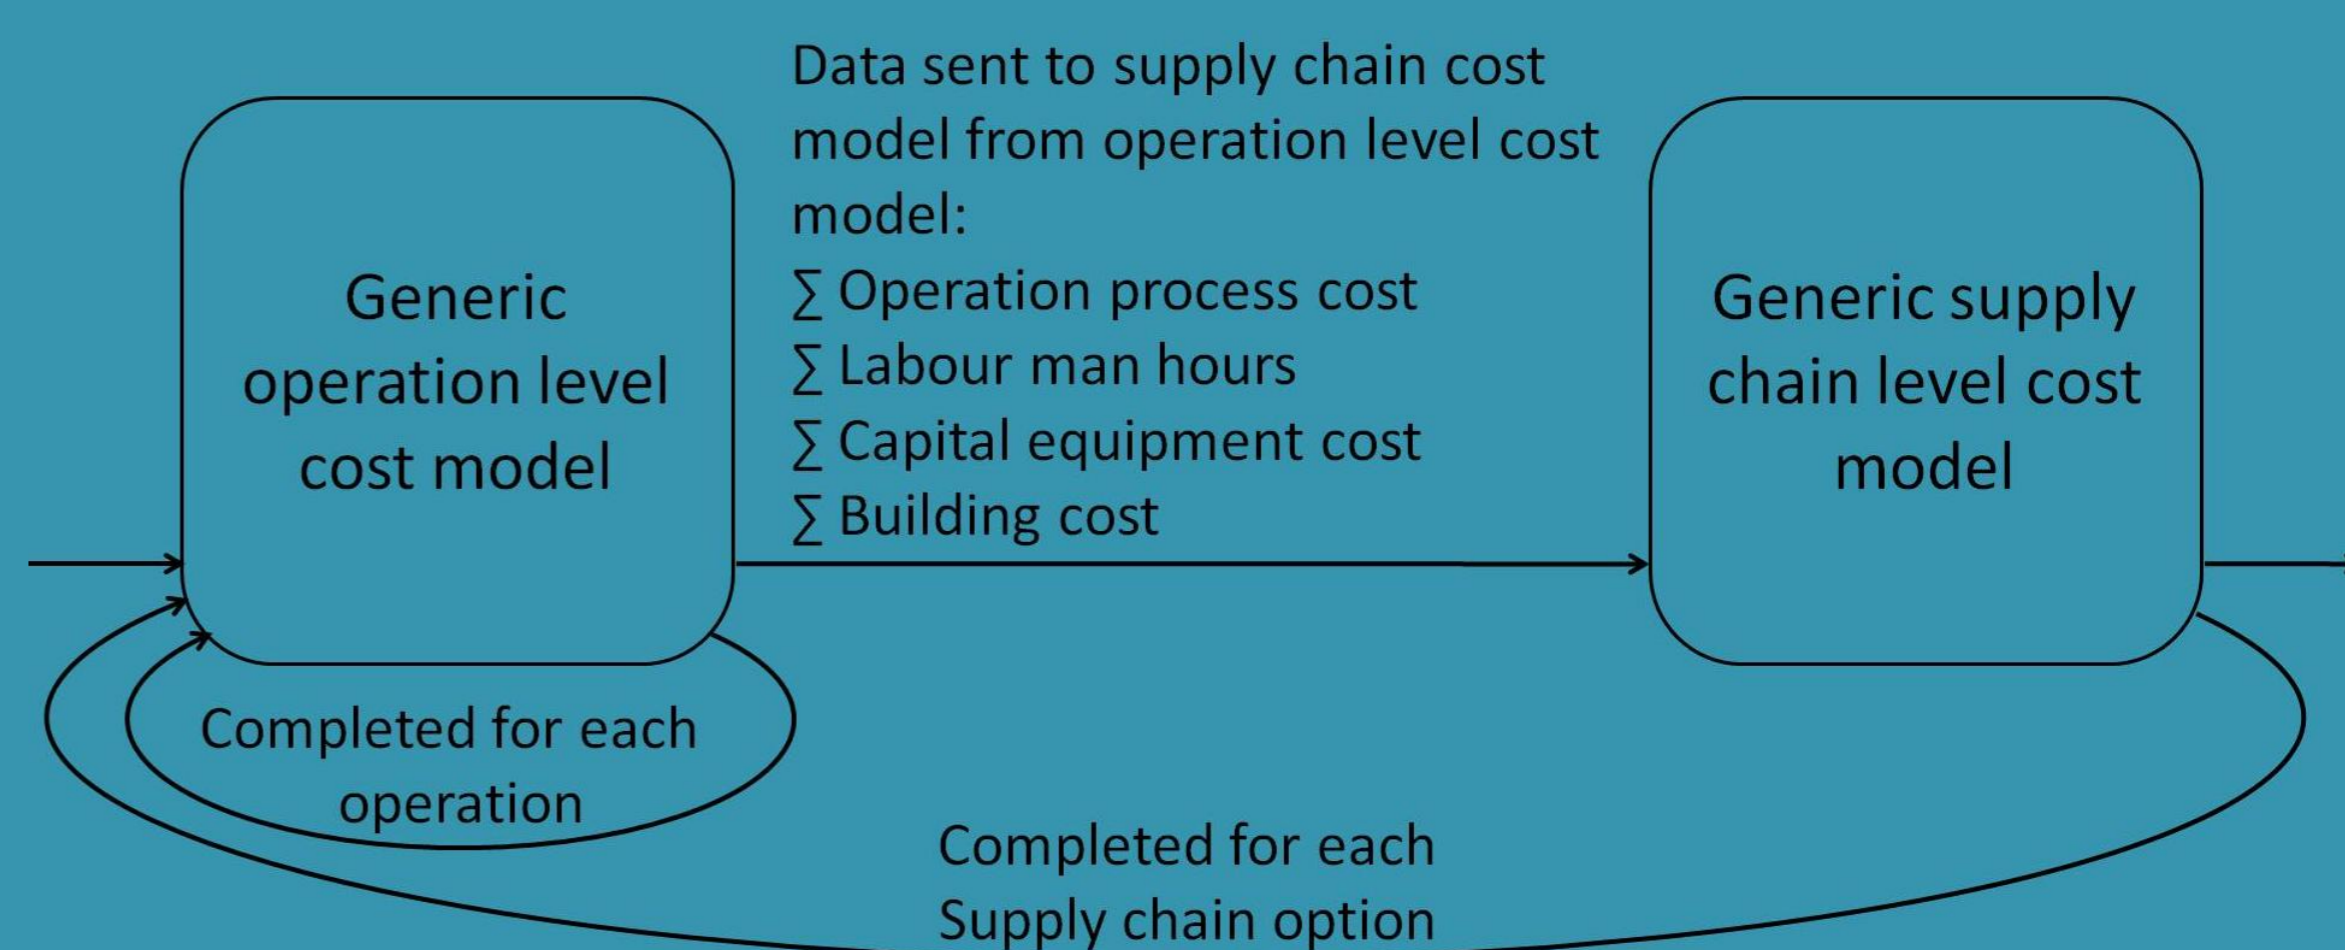 Generic
operation level
cost model
Data sent to supply chain cost
model from operation level cost
model:
∑ Operation process cost
∑ Labour man hours
∑ Capital equipment cost
∑ Building cost
Generic supply
chain level cost
model
Completed for each
operation
Completed for each
Supply chain option